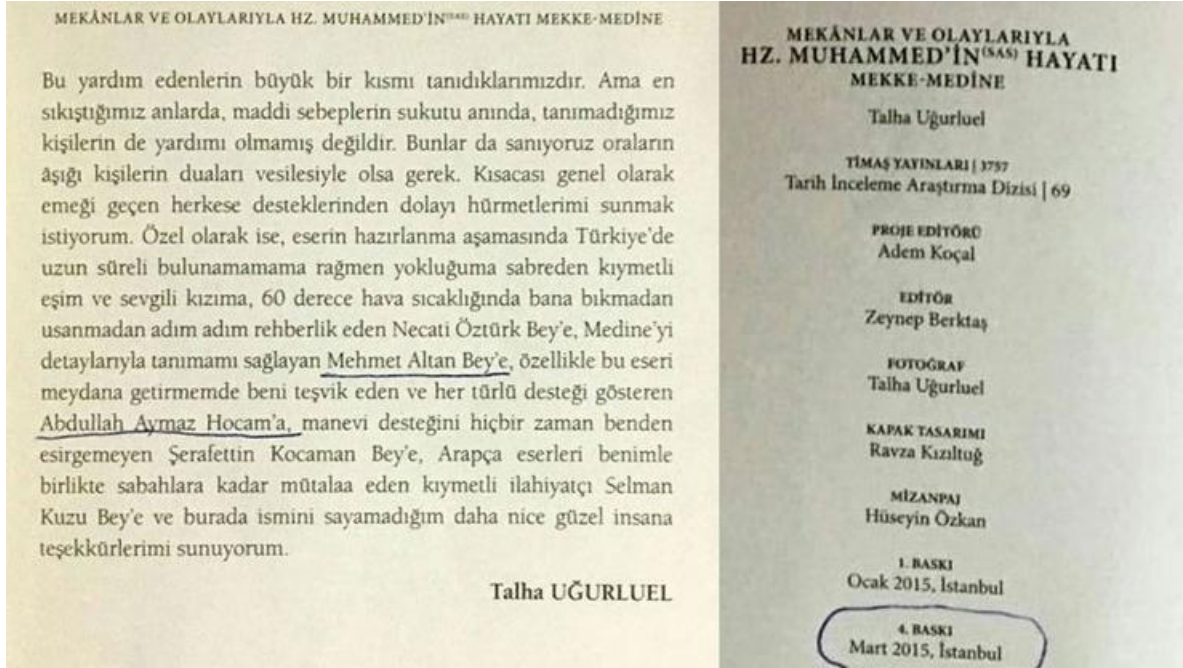 MEKÂNLAR VE OLAYLARIYLA HZ. MUHAMMED'İN(SAS) HAYATI MEKKE-MEDİNE
Bu yardım edenlerin büyük bir kısmı tanıdıklarımızdır. Ama en
sıkıştığımız anlarda, maddi sebeplerin sukutu anında, tanımadığımız
kişilerin de yardımı olmamış değildir. Bunlar da sanıyoruz oraların
âşığı kişilerin duaları vesilesiyle olsa gerek. Kısacası genel olarak
emeği geçen herkese desteklerinden dolayı hürmetlerimi sunmak
istiyorum. Özel olarak ise, eserin hazırlanma aşamasında Türkiye'de
uzun süreli bulunamamama rağmen yokluğuma sabreden kıymetli
eşim ve sevgili kızıma, 60 derece hava sıcaklığında bana bıkmadan
usanmadan adım adım rehberlik eden Necati Öztürk Bey'e, Medine'yi
detaylarıyla tanımamı sağlayan Mehmet Altan Bey'e, özellikle bu eseri
meydana getirmemde beni teşvik eden ve her türlü desteği gösteren
Abdullah Aymaz Hocam'a, manevi desteğini hiçbir zaman benden
esirgemeyen Şerafettin Kocaman Bey'e, Arapça eserleri benimle
birlikte sabahlara kadar mütalaa eden kıymetli ilahiyatçı Selman
Kuzu Bey'e ve burada ismini sayamadığım daha nice güzel insana
teşekkürlerimi sunuyorum.
Talha UĞURLUEL
MEKÂNLAR VE OLAYLARIYLA
HZ. MUHAMMED'İN(SAS) HAYATI
MEKKE-MEDİNE
Talha Uğurluel
TİMAŞ YAYINLARI | 3757
Tarih İnceleme Araştırma Dizisi | 69
PROJE EDİTÖRÜ
Adem Koçal
EDİTÖR
Zeynep Berktaş
FOTOĞRAF
Talha Uğurluel
KAPAK TASARIMI
Ravza Kızıltuğ
MİZANPAJ
Hüseyin Özkan
1. BASKI
Ocak 2015, İstanbul
4. BASKI
Mart 2015, İstanbul